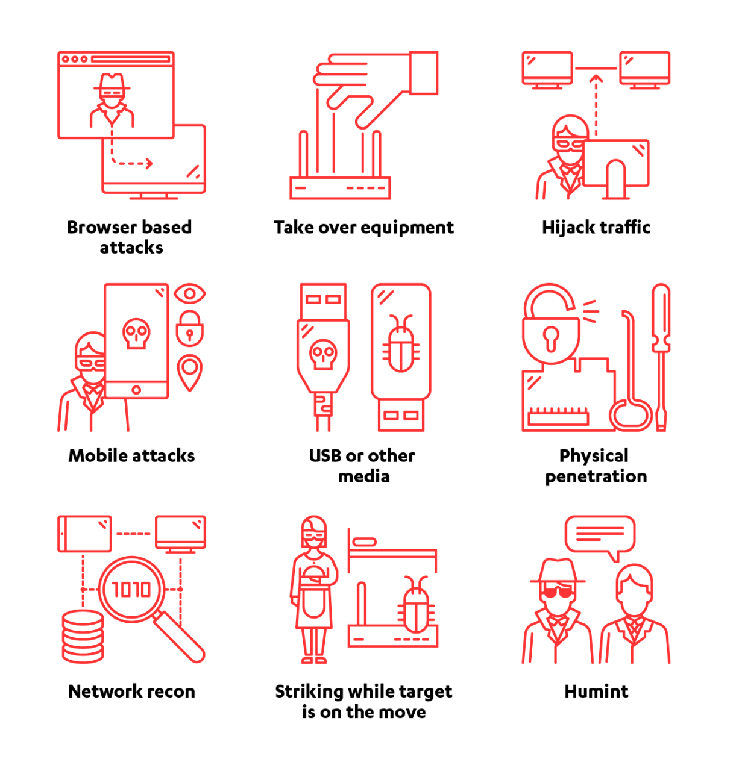 Browser based
attacks
Take over equipment
Hijack traffic
Mobile attacks
USB or other
media
Physical
penetration
1010
Network recon
Striking while target
is on the move
Humint